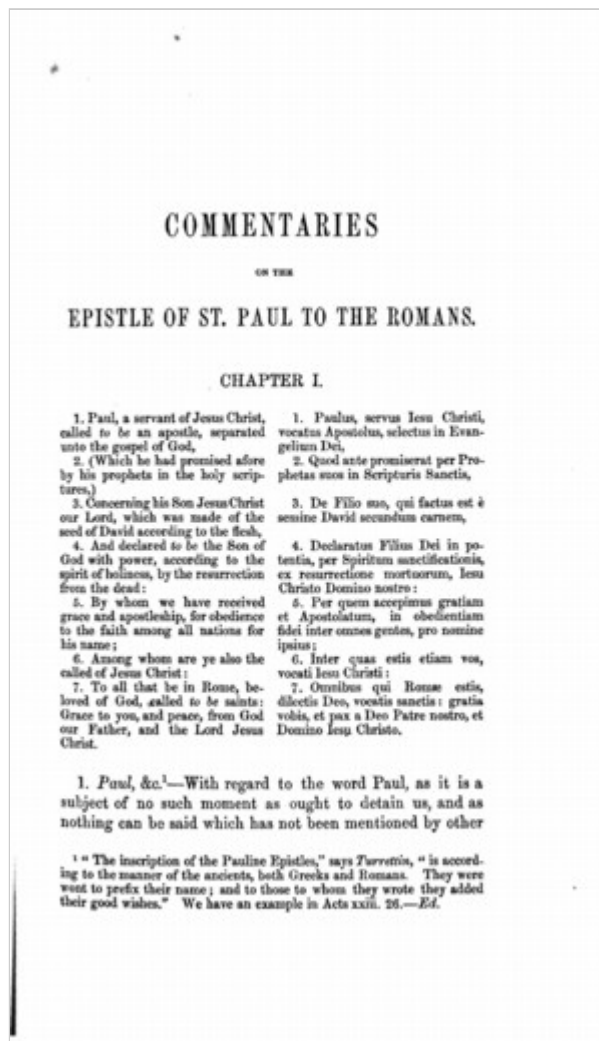 COMMENTARIES
ON THE
EPISTLE OF ST. PAUL TO THE ROMANS.
CHAPTER I.
1. Paul, a servant of Jesus Christ,
called to be an apostle, separated
unto the gospel of God,
2. (Which he had promised afore
by his prophets in the holy scrip-
tures,)
3. Concerning his Son Jesus Christ
our Lord, which was made of the
seed of David according to the flesh,
4. And declared to be the Son of
God with power, according to the
spirit of holiness, by the resurrection
from the dead:
5. By whom we have received
grace and apostleship, for obedience
to the faith among all nations for
his name;
6. Among whom are ye also the
called of Jesus Christ:
7. To all that be in Rome, be-
loved of God, called to be saints:
Grace to you, and peace, from God
our Father, and the Lord Jesus
Christ.
1. Paulus, servus Iesu Christi,
vocatus Apostolus, selectus in Evan-
gelium Dei,
2. Quod ante promiserat per Pro-
phetas suos in Scripturis Sanctis,
3. De Filio suo, qui factus est è
semine David secundum carnem,
4. Declaratus Filius Dei in po-
tentia, per Spiritum sanctificationis,
ex resurrectione mortuorum, Iesu
Christo Domino nostro:
5. Per quem accepimus gratiam
et Apostolatum, in obedientiam
fidei inter omnes gentes, pro nomine
ipsius;
6. Inter quas estis etiam vos,
vocati Iesu Christi:
7. Omnibus qui Romæ estis,
dilectis Deo, vocatis sanctis: gratia
vobis, et pax a Deo Patre nostro, et
Domino Iesu Christo.
1. Paul, &c.¹—With regard to the word Paul, as it is a
subject of no such moment as ought to detain us, and as
nothing can be said which has not been mentioned by other
¹ "The inscription of the Pauline Epistles," says Turrettin, "is accord-
ing to the manner of the ancients, both Greeks and Romans. They were
wont to prefix their name; and to those to whom they wrote they added
their good wishes." We have an example in Acts xxiii. 26.—Ed.